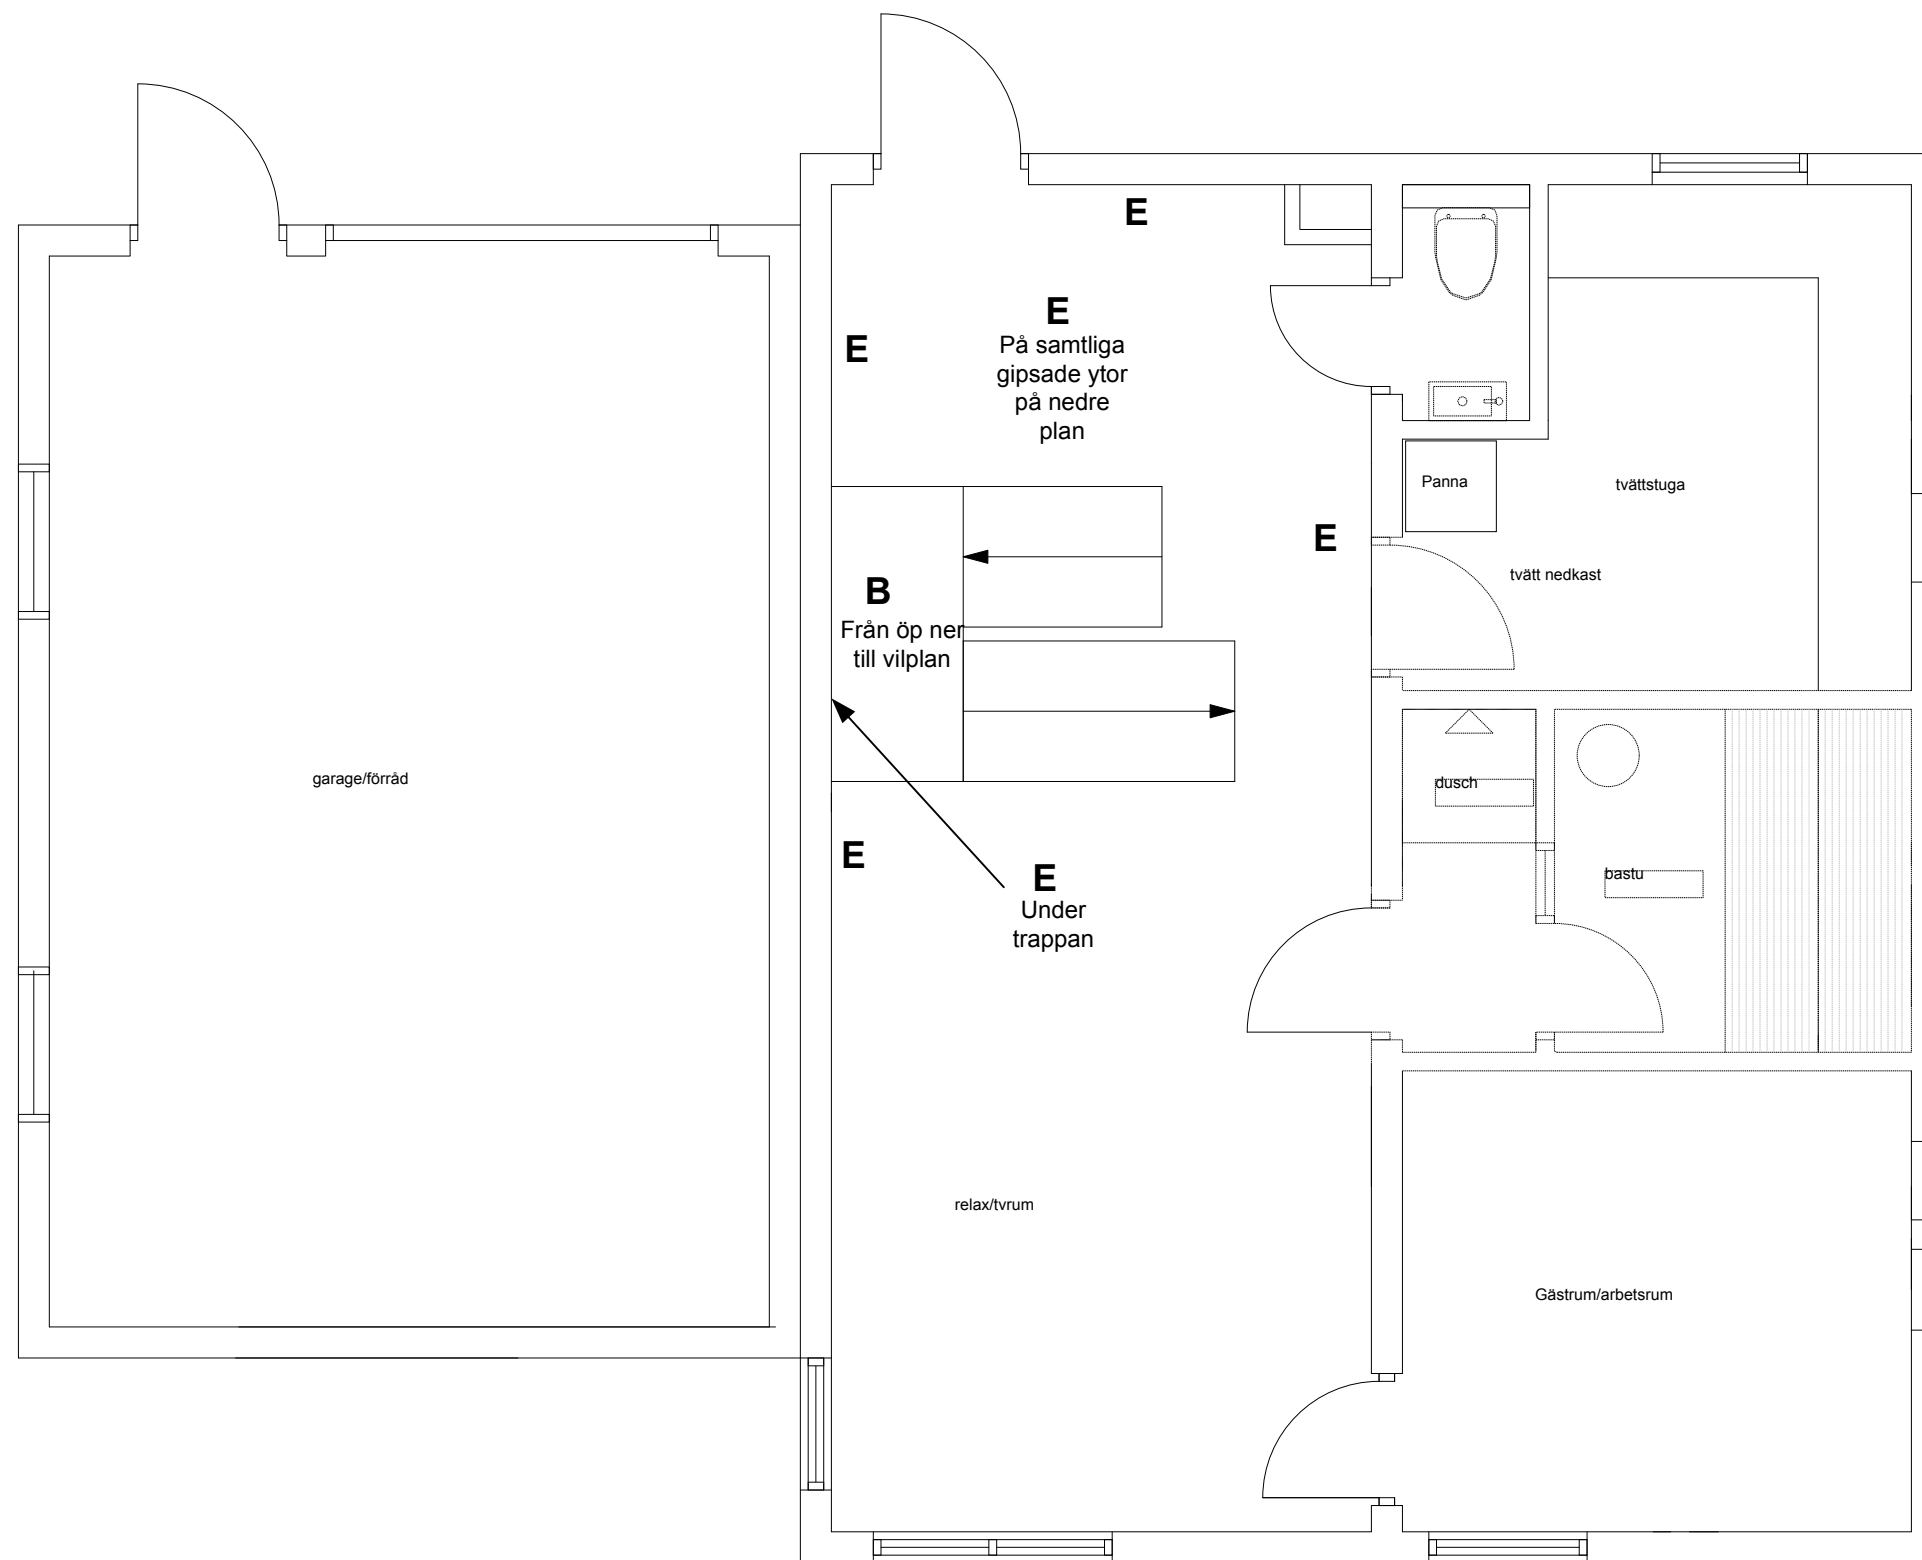 E
E
På samtliga
gipsade ytor
på nedre
plan
E
Panna
tvättstuga
E
tvätt nedkast
B
Från öp ner
till vilplan
garage/förråd
dusch
E
E
Under
trappan
bastu
relax/tvrum
Gästrum/arbetsrum